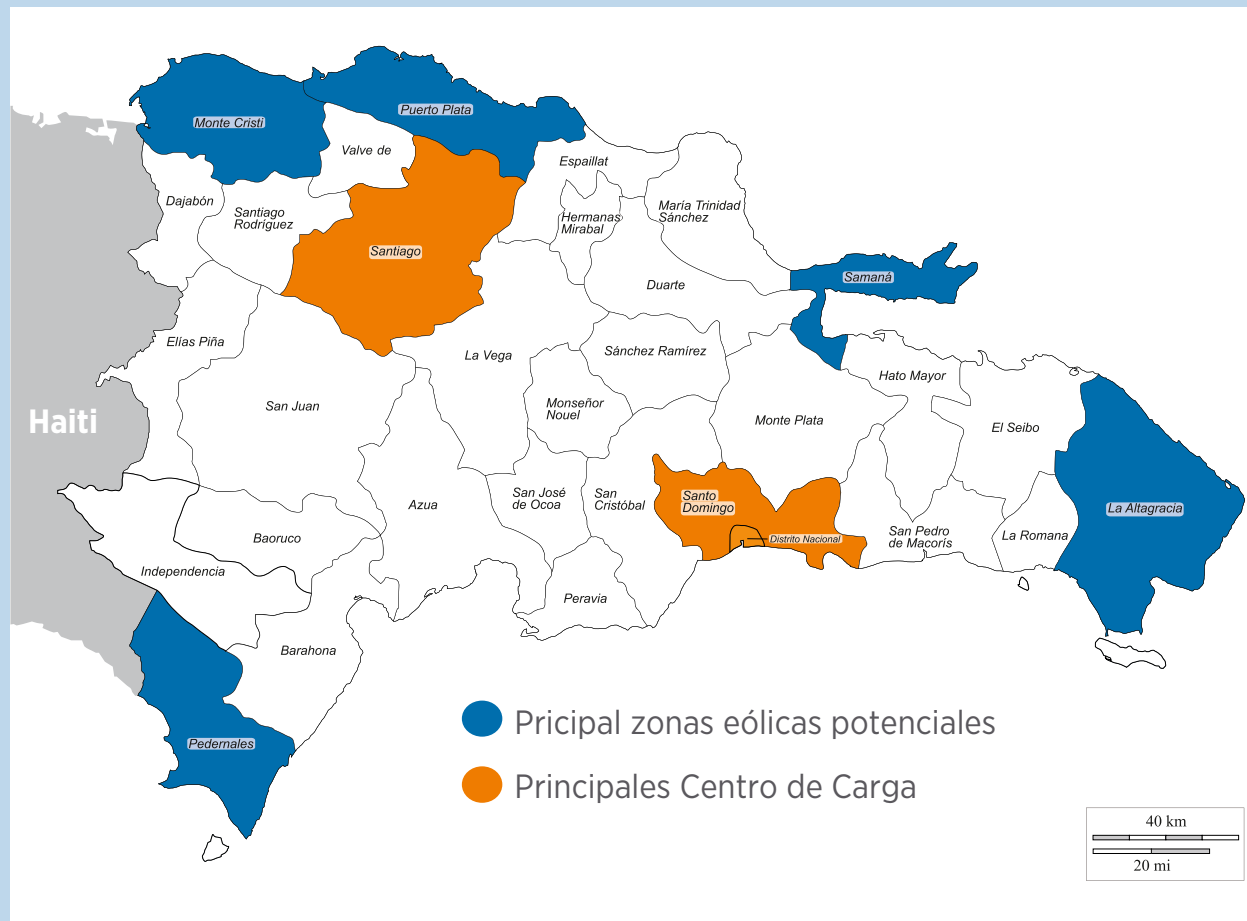 Puerto Plata
Monte Cristi
Valve de
Espaillat
Dajabón
Santiago
Rodríguez
Hermanas
Mirabal
María Trinidad
Sánchez
Santiago
Samaná
Duarte
Elías Piña
La Vega
Sánchez Ramírez
Hato Mayor
San Juan
Monseñor
Nouel
Monte Plata
El Seibo
Haiti
Azua
San José
de Ocoa
San
Cristóbal
Santo
Domingo
La Altagracia
Baoruco
Distrito Nacional
San Pedro
de Macorís
La Romana
Independencia
Peravia
Barahona
Pedernales
Pricipal zonas eólicas potenciales
Principales Centro de Carga
40 km
20 mi